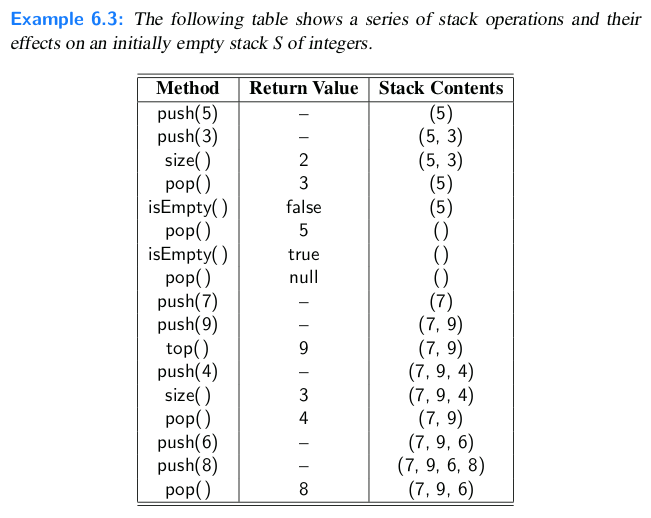 Example 6.3: The following table shows a series of stack operations and their
effects on an initially empty stack S of integers.
Method Return Value Stack Contents
push(5) – (5)
push(3) – (5, 3)
size() 2 (5, 3)
pop() 3 (5)
isEmpty() false (5)
pop() 5 ()
isEmpty() true ()
pop() null ()
push(7) – (7)
push(9) – (7, 9)
top() 9 (7, 9)
push(4) – (7, 9, 4)
size() 3 (7, 9, 4)
pop() 4 (7, 9)
push(6) – (7, 9, 6)
push(8) – (7, 9, 6, 8)
pop() 8 (7, 9, 6)